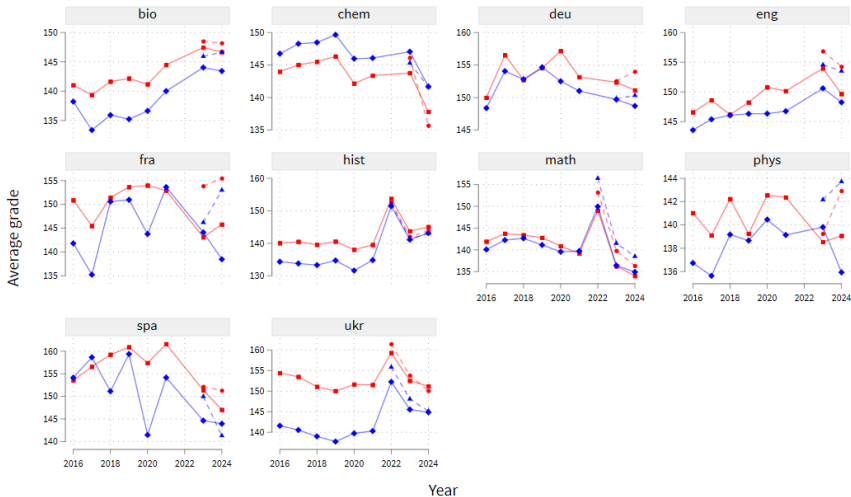 bio chem deu eng
150 150 160 160
145 145 155 155
140 140 150 150
135 135 145 145
fra hist math phys
155 160 155 144
150 150 150 142
145 140 145 140
140 130 140 138
135 135 136
2016 2018 2020 2022 2024 2016 2018 2020 2022 2024
spa ukr
160 160
155 155
150 150
145 145
140 140
2016 2018 2020 2022 2024 2016 2018 2020 2022 2024
Average grade
Year